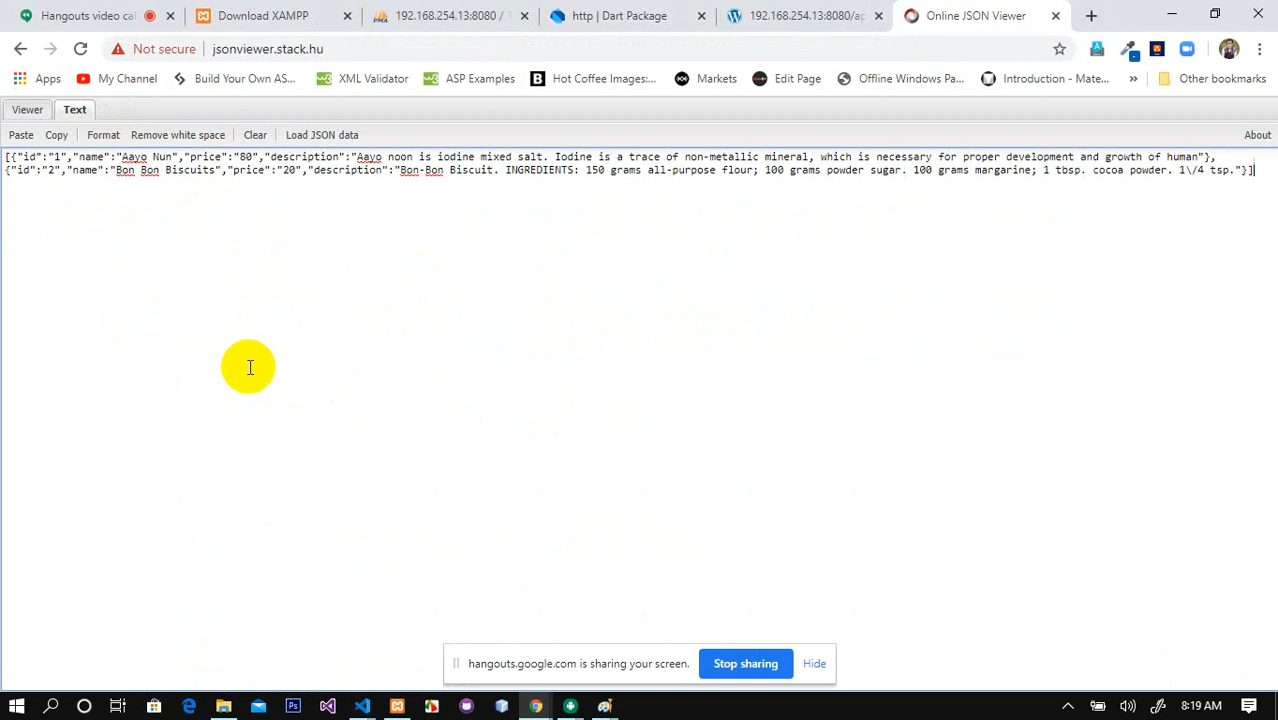 Hangouts video cal
Download XAMPP
192.168.254.13:8080 / 1
http | Dart Package
192.168.254.13:8080/ap
Online JSON Viewer
Not secure
jsonviewer.stack.hu
Apps
My Channel
Build Your Own AS...
XML Validator
ASP Examples
Hot Coffee Images:...
Markets
Edit Page
Offline Windows Pa...
Introduction - Mate...
Other bookmarks
Viewer
Text
Paste
Copy
Format
Remove white space
Clear
Load JSON data
About
[{"id":"1","name":"Aayo Nun","price":"80","description":"Aayo noon is iodine mixed salt. Iodine is a trace of non-metallic mineral, which is necessary for proper development and growth of human"},
{"id":"2","name":"Bon Bon Biscuits","price":"20","description":"Bon-Bon Biscuit. INGREDIENTS: 150 grams all-purpose flour; 100 grams powder sugar. 100 grams margarine; 1 tbsp. cocoa powder. 1\/4 tsp."}]
hangouts.google.com is sharing your screen.
Stop sharing
Hide
8:19 AM